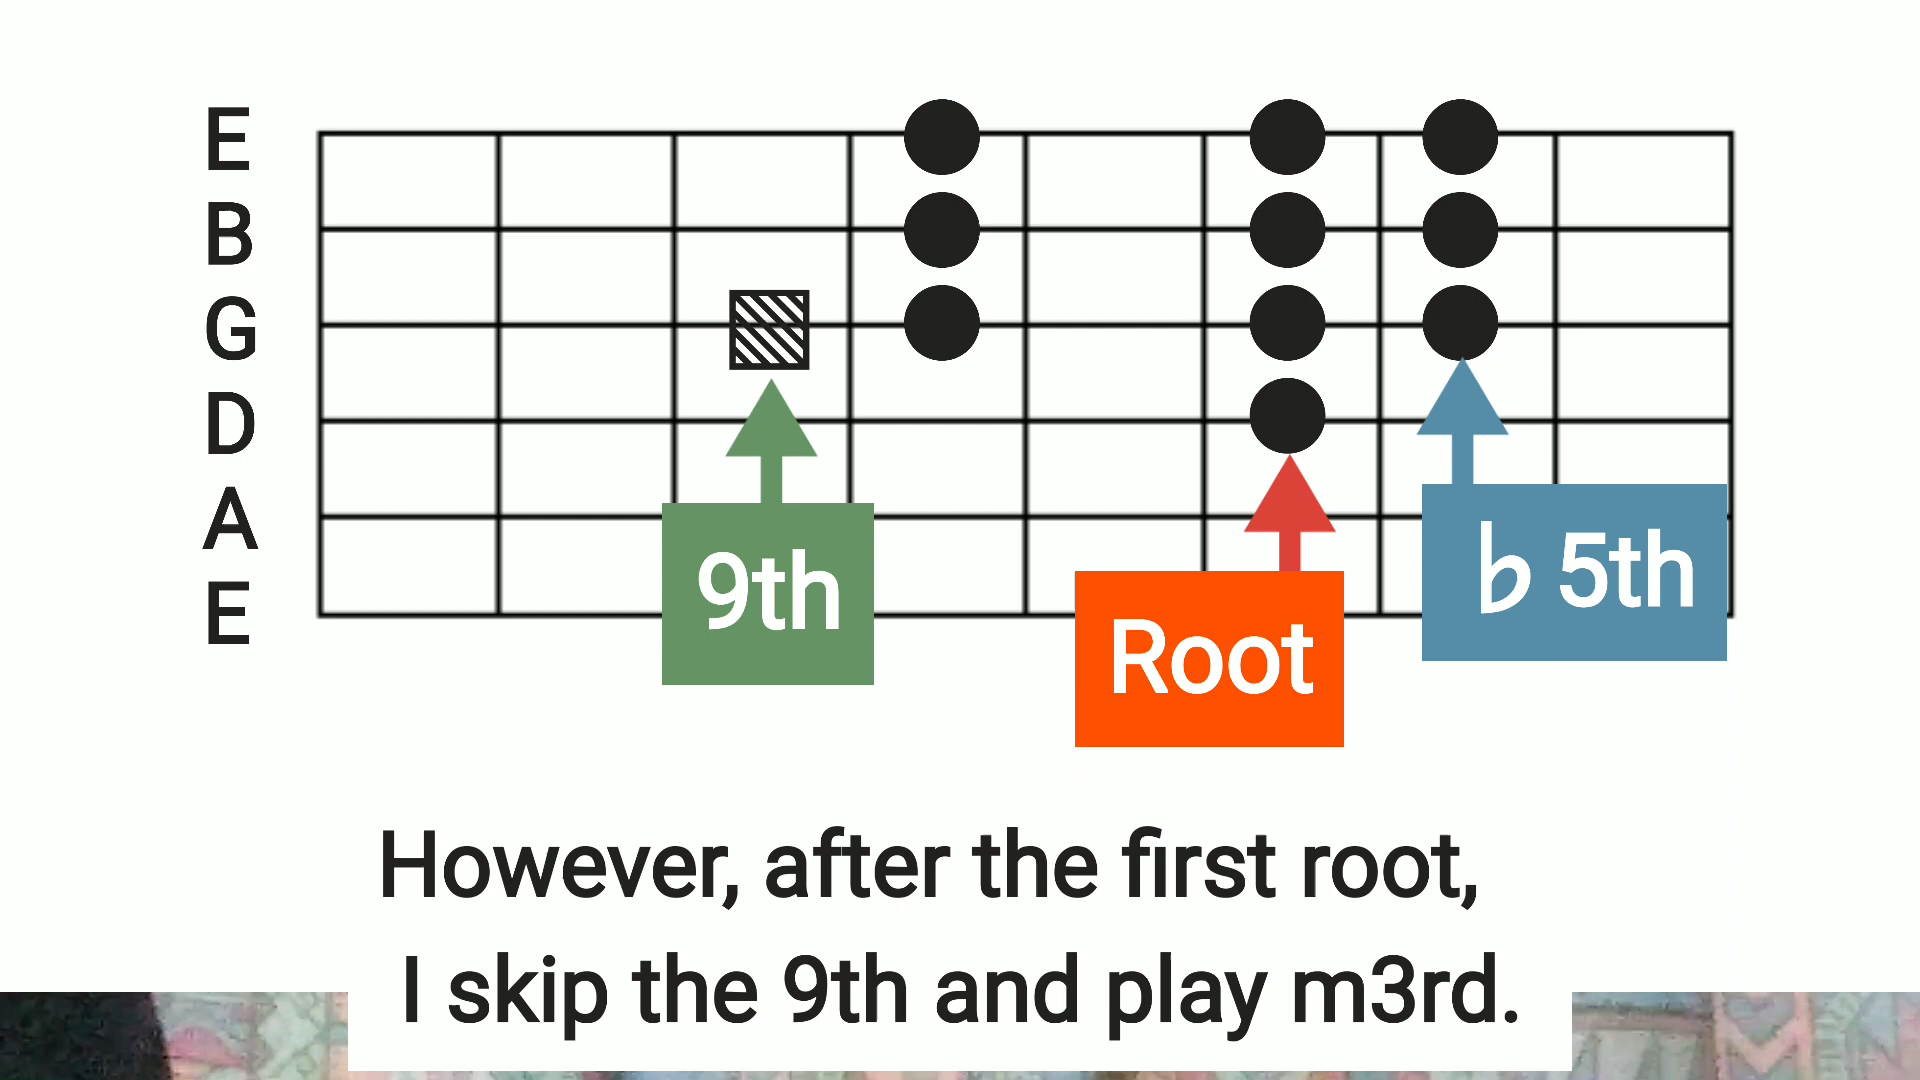 E
B
G
D
A
E
9th
Root
♭5th
However, after the first root,
I skip the 9th and play m3rd.